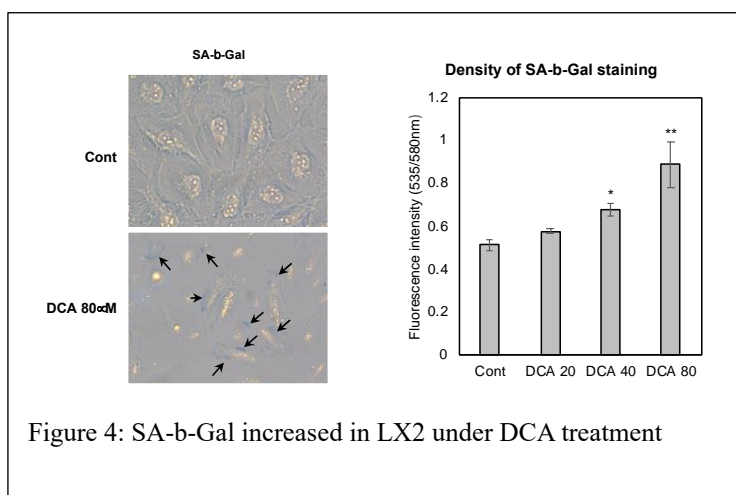 SA-b-Gal
Cont
DCA 80∝M
Density of SA-b-Gal staining
Fluorescence intensity (535/580nm)
1.2
1
0.8
0.6
0.4
0.2
0
*
**
Cont DCA 20 DCA 40 DCA 80
Figure 4: SA-b-Gal increased in LX2 under DCA treatment